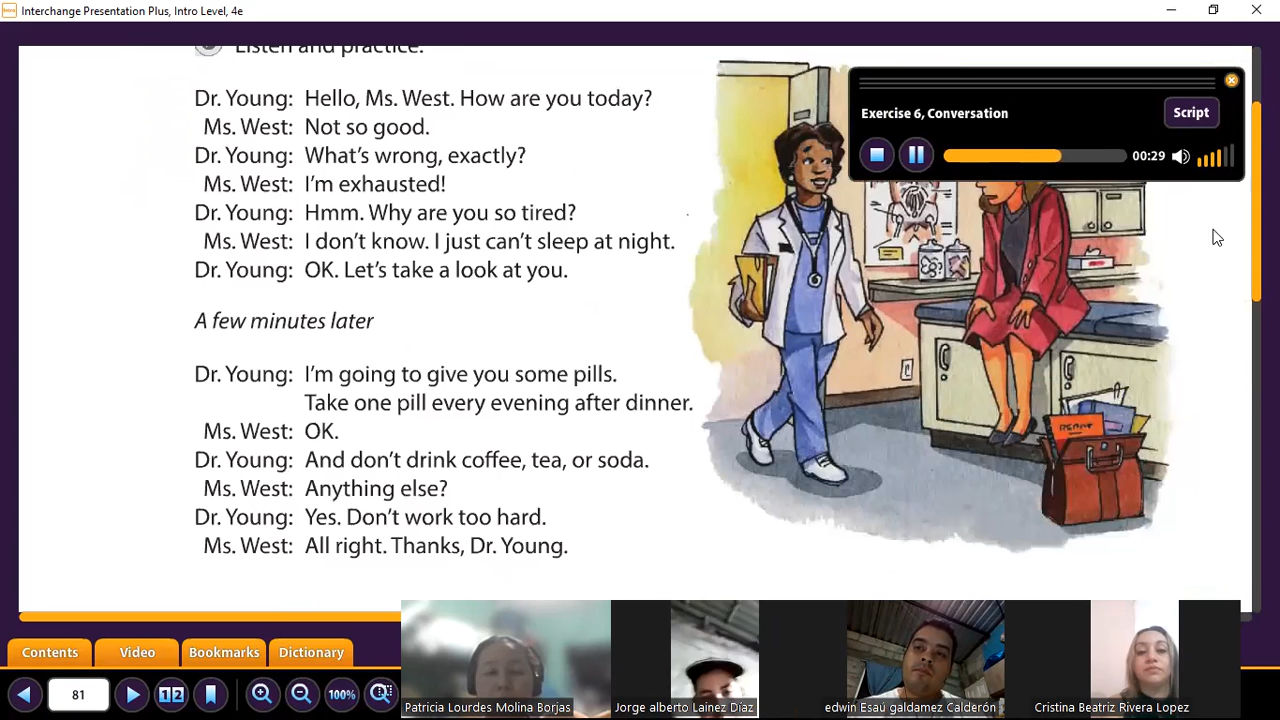 Interchange Presentation Plus, Intro Level, 4e
Listen and practice.
Dr. Young: Hello, Ms. West. How are you today?
Ms. West: Not so good.
Dr. Young: What's wrong, exactly?
Ms. West: I'm exhausted!
Dr. Young: Hmm. Why are you so tired?
Ms. West: I don't know. I just can't sleep at night.
Dr. Young: OK. Let's take a look at you.
A few minutes later
Dr. Young: I'm going to give you some pills.
Take one pill every evening after dinner.
Ms. West: OK.
Dr. Young: And don't drink coffee, tea, or soda.
Ms. West: Anything else?
Dr. Young: Yes. Don't work too hard.
Ms. West: All right. Thanks, Dr. Young.
Exercise 6, Conversation
Script
00:29
REPORT
Contents
Video
Bookmarks
Dictionary
81
1 2
100%
Patricia Lourdes Molina Borjas
Jorge alberto Lainez Díaz
edwin Esaú galdamez Calderón
Cristina Beatriz Rivera Lopez